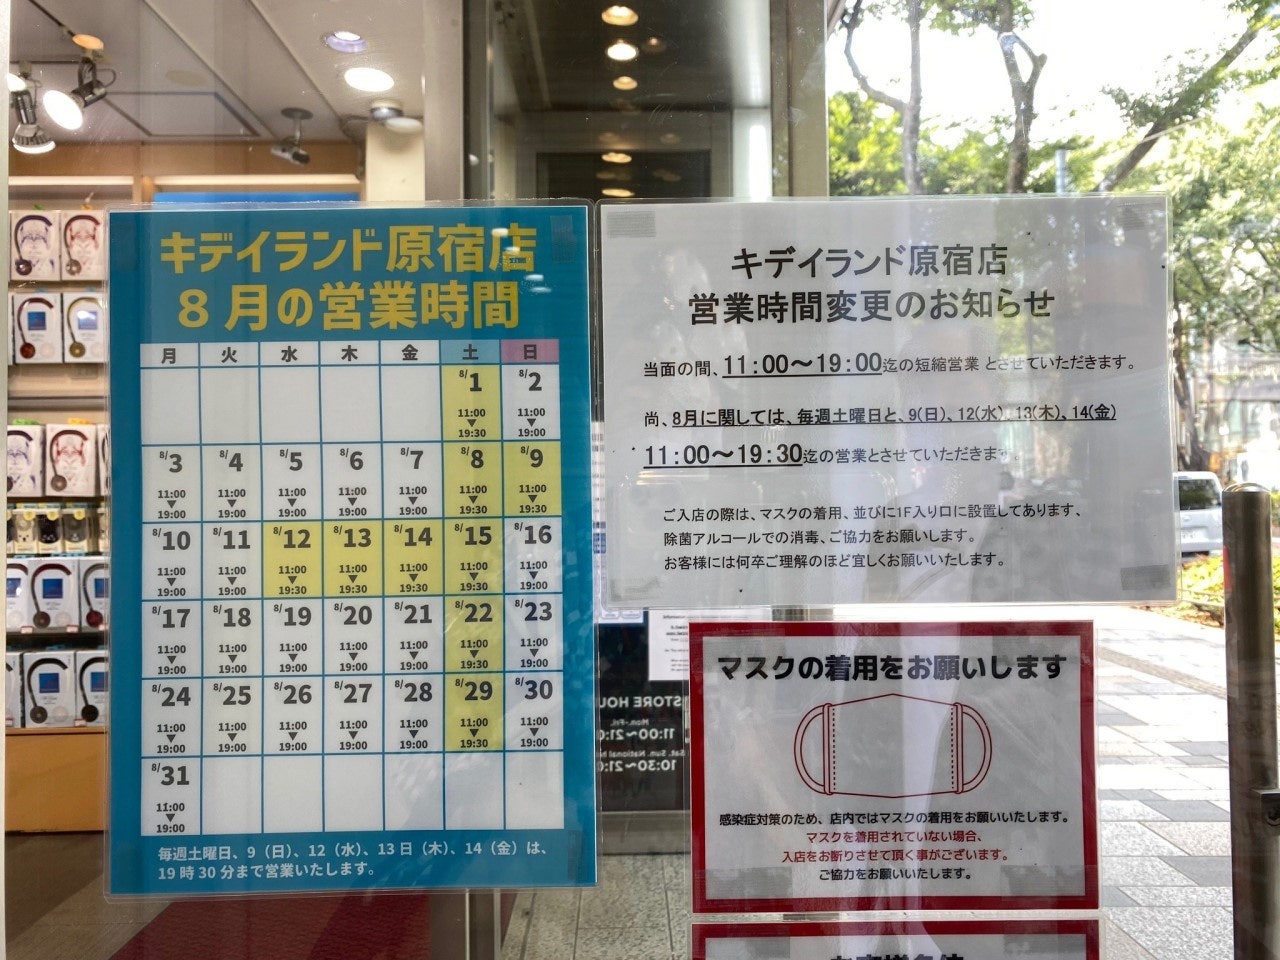 キデイランド原宿店
8月の営業時間
月 火 水 木 金 土 日
8/1 8/2
11:00▼19:30 11:00▼19:00
8/3 8/4 8/5 8/6 8/7 8/8 8/9
11:00▼19:00 11:00▼19:00 11:00▼19:00 11:00▼19:00 11:00▼19:00 11:00▼19:30 11:00▼19:30
8/10 8/11 8/12 8/13 8/14 8/15 8/16
11:00▼19:00 11:00▼19:00 11:00▼19:30 11:00▼19:30 11:00▼19:30 11:00▼19:30 11:00▼19:00
8/17 8/18 8/19 8/20 8/21 8/22 8/23
11:00▼19:00 11:00▼19:00 11:00▼19:00 11:00▼19:00 11:00▼19:00 11:00▼19:30 11:00▼19:00
8/24 8/25 8/26 8/27 8/28 8/29 8/30
11:00▼19:00 11:00▼19:00 11:00▼19:00 11:00▼19:00 11:00▼19:00 11:00▼19:30 11:00▼19:00
8/31
11:00▼19:00
毎週土曜日、9（日）、12（水）、13日（木）、14（金）は、
19時30分まで営業いたします。
キデイランド原宿店
営業時間変更のお知らせ
当面の間、11:00～19:00迄の短縮営業とさせていただきます。
尚、8月に関しては、毎週土曜日と、9(日)、12(水)、13(木)、14(金)
11:00～19:30迄の営業とさせていただきます。
ご入店の際は、マスクの着用、並びに1F入り口に設置してあります、
除菌アルコールでの消毒、ご協力をお願いします。
お客様には何卒ご理解のほど宜しくお願いいたします。
マスクの着用をお願いします
感染症対策のため、店内ではマスクの着用をお願いいたします。
マスクを着用されていない場合、
入店をお断りさせて頂く事がございます。
ご協力をお願いいたします。
STORE HOU
Mon.-Fri.
11:00～21:0
Sat. Sun. National h
10:30～21:0